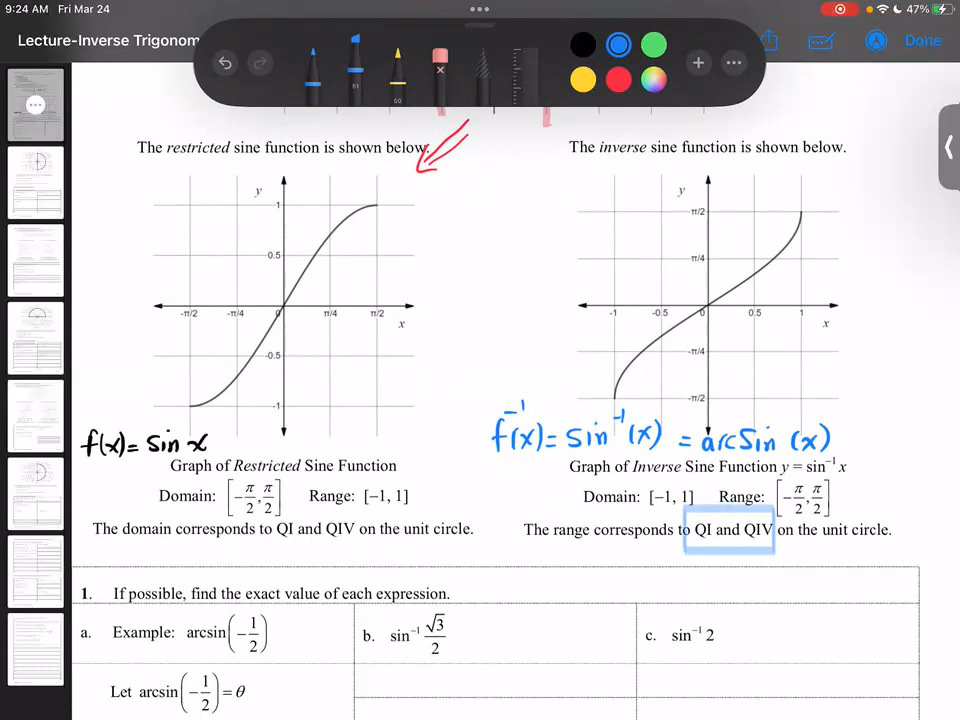 9:24 AM Fri Mar 24
47%
Lecture-Inverse Trigonom
Done
51
50
The restricted sine function is shown below.
The inverse sine function is shown below.
y
1
0.5
-π/2 -π/4 0 π/4 π/2
x
-0.5
-1
y
π/2
π/4
-1 -0.5 0 0.5 1
x
-π/4
-π/2
f(x) = sin x
f⁻¹(x) = sin⁻¹(x) = arcsin (x)
Graph of Restricted Sine Function
Domain: [-π/2, π/2] Range: [−1, 1]
The domain corresponds to QI and QIV on the unit circle.
Graph of Inverse Sine Function y = sin⁻¹ x
Domain: [−1, 1] Range: [-π/2, π/2]
The range corresponds to QI and QIV on the unit circle.
1. If possible, find the exact value of each expression.
a. Example: arcsin(-1/2)
b. sin⁻¹ √3/2
c. sin⁻¹ 2
Let arcsin(-1/2) = θ